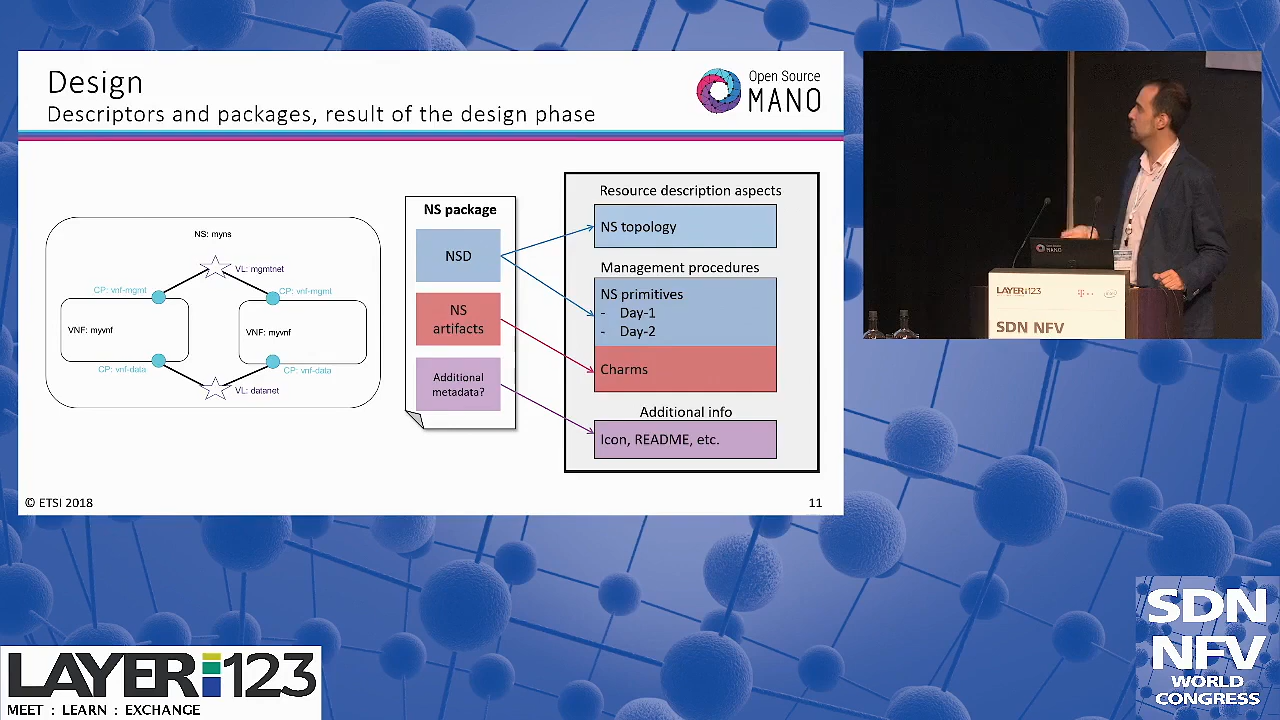 Design
Descriptors and packages, result of the design phase
Open Source
MANO
NS: myns
VL: mgmtnet
CP: vnf-mgmt
CP: vnf-mgmt
VNF: myvnf
VNF: myvnf
CP: vnf-data
CP: vnf-data
VL: datanet
NS package
NSD
NS
artifacts
Additional
metadata?
Resource description aspects
NS topology
Management procedures
NS primitives
- Day-1
- Day-2
Charms
Additional info
Icon, README, etc.
© ETSI 2018
11
LAYER123
SDN NFV
LAYER123
MEET : LEARN : EXCHANGE
SDN
NFV
WORLD
CONGRESS